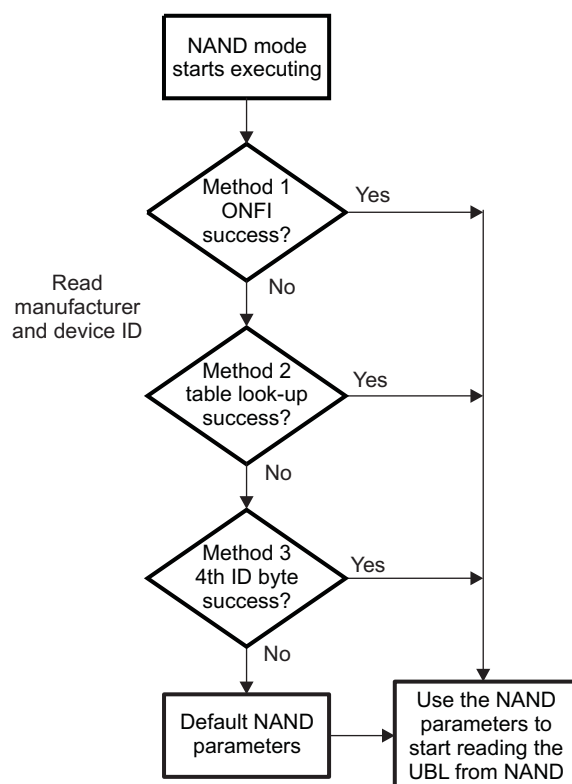 NAND mode
starts executing
Method 1
ONFI
success?
Yes
No
Read
manufacturer
and device ID
Method 2
table look-up
success?
Yes
No
Method 3
4th ID byte
success?
Yes
No
Default NAND
parameters
Use the NAND
parameters to
start reading the
UBL from NAND